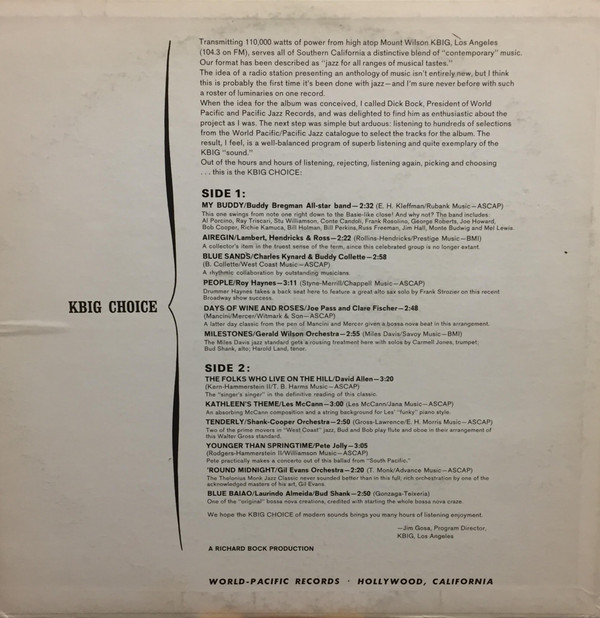 Transmitting 110,000 watts of power from high atop Mount Wilson KBIG, Los Angeles
(104.3 on FM), serves all of Southern California a distinctive blend of "contemporary" music.
Our format has been described as "jazz for all ranges of musical tastes."
The idea of a radio station presenting an anthology of music isn't entirely new, but I think
this is probably the first time it's been done with jazz—and I'm sure never before with such
a roster of luminaries on one record.
When the idea for the album was conceived, I called Dick Bock, President of World
Pacific and Pacific Jazz Records, and was delighted to find him as enthusiastic about the
project as I was. The next step was simple but arduous: listening to hundreds of selections
from the World Pacific/Pacific Jazz catalogue to select the tracks for the album. The
result, I feel, is a well-balanced program of superb listening and quite exemplary of the
KBIG "sound."
Out of the hours and hours of listening, rejecting, listening again, picking and choosing
. . . this is the KBIG CHOICE:
KBIG CHOICE
SIDE 1:
MY BUDDY/Buddy Bregman All-star band—2:32 (E. H. Kleffman/Rubank Music—ASCAP)
This one swings from note one right down to the Basie-like close! And why not? The band includes:
Al Porcino, Ray Triscari, Stu Williamson, Conte Candoli, Frank Rosolino, George Roberts, Joe Howard,
Bob Cooper, Richie Kamuca, Bill Holman, Bill Perkins, Russ Freeman, Jim Hall, Monte Budwig and Mel Lewis.
AIREGIN/Lambert, Hendricks & Ross—2:22 (Rollins-Hendricks/Prestige Music—BMI)
A collector's item in the truest sense of the term, since this celebrated group is no longer extant.
BLUE SANDS/Charles Kynard & Buddy Collette—2:58
(B. Collette/West Coast Music—ASCAP)
A rhythmic collaboration by outstanding musicians.
PEOPLE/Roy Haynes—3:11 (Styne-Merrill/Chappell Music—ASCAP)
Drummer Haynes takes a back seat here to feature a great alto sax solo by Frank Strozier on this recent
Broadway show success.
DAYS OF WINE AND ROSES/Joe Pass and Clare Fischer—2:48
(Mancini/Mercer/Witmark & Son—ASCAP)
A latter day classic from the pen of Mancini and Mercer given a bossa nova beat in this arrangement.
MILESTONES/Gerald Wilson Orchestra—2:55 (Miles Davis/Savoy Music—BMI)
The Miles Davis jazz standard gets a rousing treatment here with solos by Carmell Jones, trumpet;
Bud Shank, alto; Harold Land, tenor.
SIDE 2:
THE FOLKS WHO LIVE ON THE HILL/David Allen—3:20
(Kern-Hammerstein II/T. B. Harms Music—ASCAP)
The "singer's singer" in the definitive reading of this classic.
KATHLEEN'S THEME/Les McCann—3:00 (Les McCann/Jana Music—ASCAP)
An absorbing McCann composition and a string background for Les' "funky" piano style.
TENDERLY/Shank-Cooper Orchestra—2:50 (Gross-Lawrence/E. H. Morris Music—ASCAP)
Two of the prime movers in "West Coast" jazz, Bud and Bob play flute and oboe in their arrangement of
this Walter Gross standard.
YOUNGER THAN SPRINGTIME/Pete Jolly—3:05
(Rodgers-Hammerstein II/Williamson Music—ASCAP)
Pete practically makes a concerto out of this ballad from "South Pacific."
'ROUND MIDNIGHT/Gil Evans Orchestra—2:20 (T. Monk/Advance Music—ASCAP)
The Thelonius Monk Jazz Classic never sounded better than in this full, rich orchestration by one of the
acknowledged masters of his art, Gil Evans.
BLUE BAIAO/Laurindo Almeida/Bud Shank—2:50 (Gonzaga-Teixeria)
One of the "original" bossa nova creations, credited with starting the whole bossa nova craze.
We hope the KBIG CHOICE of modern sounds brings you many hours of listening enjoyment.
—Jim Gosa, Program Director,
KBIG, Los Angeles
A RICHARD BOCK PRODUCTION
WORLD-PACIFIC RECORDS · HOLLYWOOD, CALIFORNIA